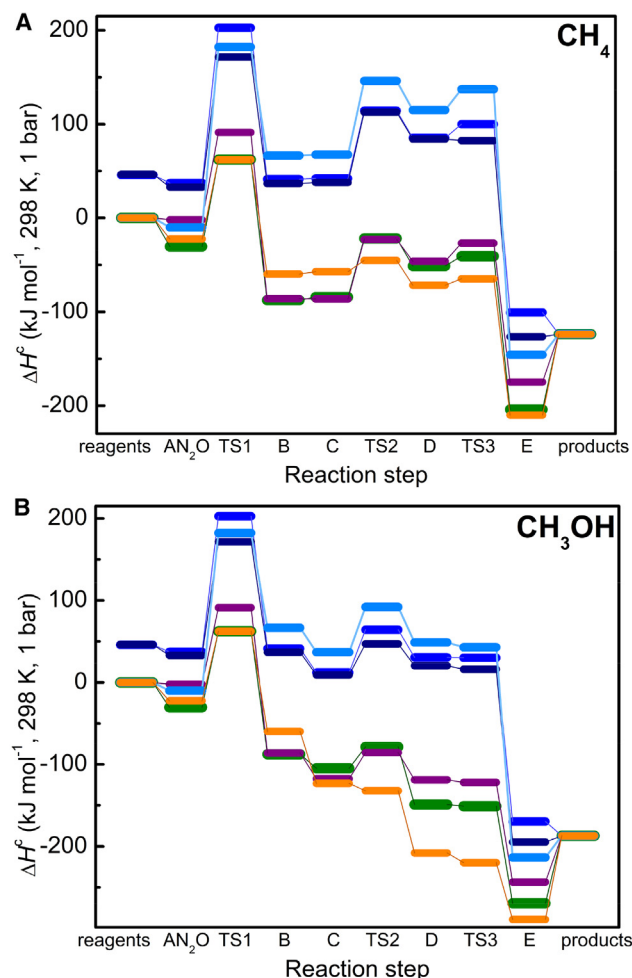 A
CH₄
200
100
0
-100
-200
ΔHᶜ (kJ mol⁻¹, 298 K, 1 bar)
reagents AN₂O TS1 B C TS2 D TS3 E products
Reaction step
B
CH₃OH
200
100
0
-100
-200
ΔHᶜ (kJ mol⁻¹, 298 K, 1 bar)
reagents AN₂O TS1 B C TS2 D TS3 E products
Reaction step